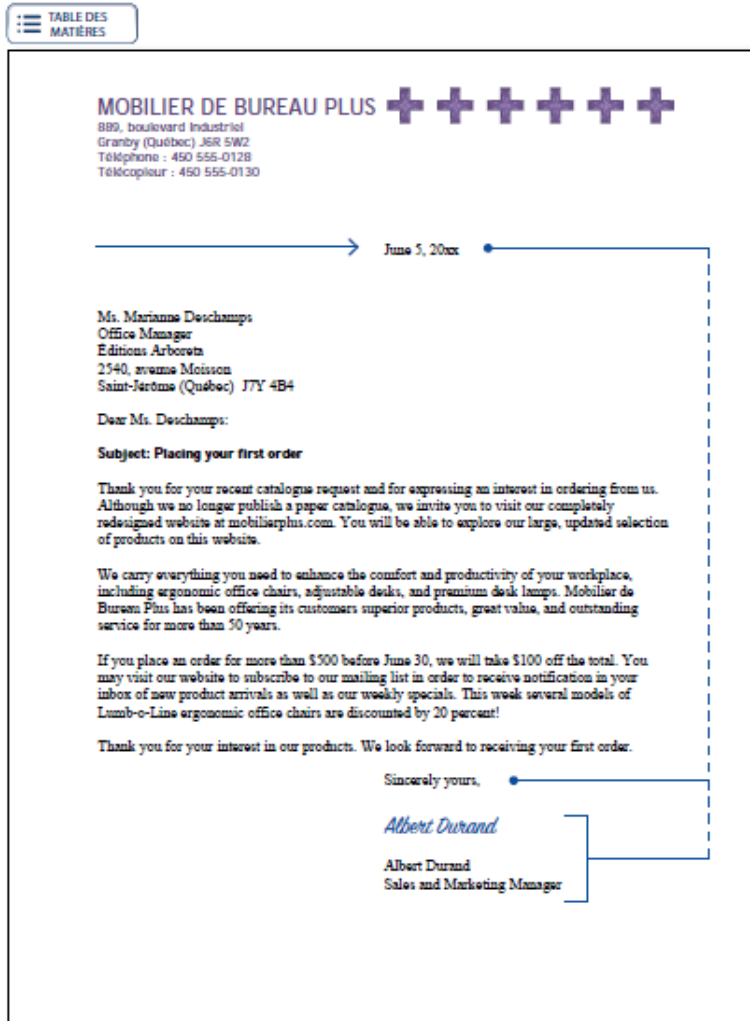 TABLE DES
MATIÈRES
MOBILIER DE BUREAU PLUS
889, boulevard Industriel
Granby (Québec) J6R 5W2
Téléphone : 450 555-0128
Télécopieur : 450 555-0130
June 5, 20xx
Ms. Marianne Deschamps
Office Manager
Éditions Arboreta
2540, avenue Moisson
Saint-Jérôme (Québec) J7Y 4B4
Dear Ms. Deschamps:
Subject: Placing your first order
Thank you for your recent catalogue request and for expressing an interest in ordering from us.
Although we no longer publish a paper catalogue, we invite you to visit our completely
redesigned website at mobilierplus.com. You will be able to explore our large, updated selection
of products on this website.
We carry everything you need to enhance the comfort and productivity of your workplace,
including ergonomic office chairs, adjustable desks, and premium desk lamps. Mobilier de
Bureau Plus has been offering its customers superior products, great value, and outstanding
service for more than 50 years.
If you place an order for more than $500 before June 30, we will take $100 off the total. You
may visit our website to subscribe to our mailing list in order to receive notification in your
inbox of new product arrivals as well as our weekly specials. This week several models of
Lumb-o-Line ergonomic office chairs are discounted by 20 percent!
Thank you for your interest in our products. We look forward to receiving your first order.
Sincerely yours,
Albert Durand
Albert Durand
Sales and Marketing Manager